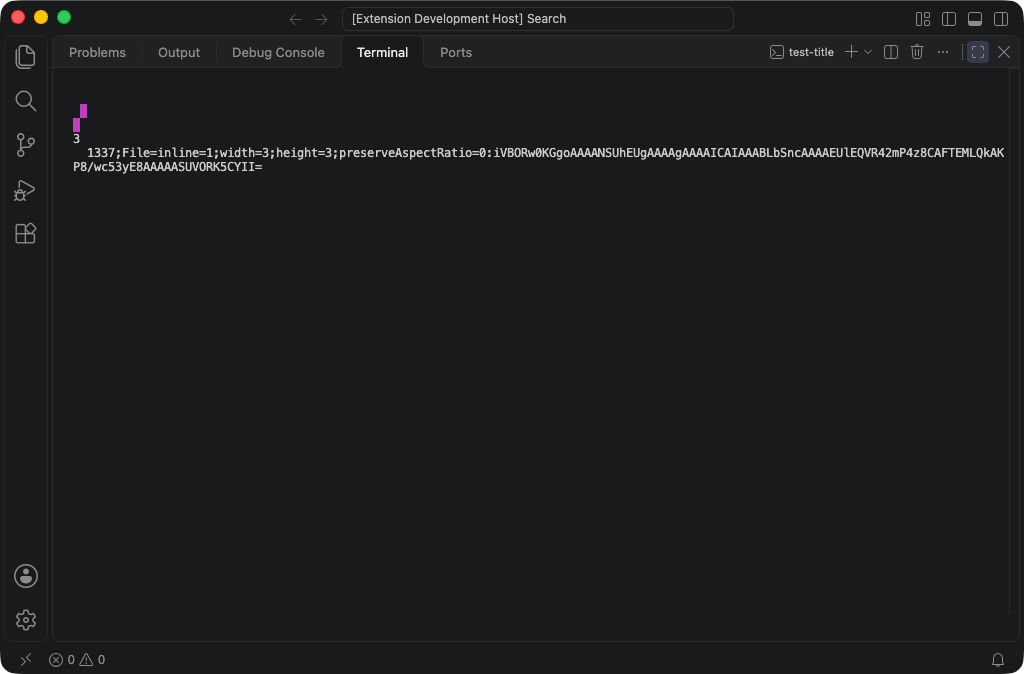 [Extension Development Host] Search
Problems
Output
Debug Console
Terminal
Ports
test-title
3
1337;File=inline=1;width=3;height=3;preserveAspectRatio=0:iVBORw0KGgoAAAANSUhEUgAAAAgAAAAICAIAAABLbSncAAAAEUlEQVR42mP4z8CAFTEMLQkAK
P8/wc53yE8AAAAASUVORK5CYII=
0
0